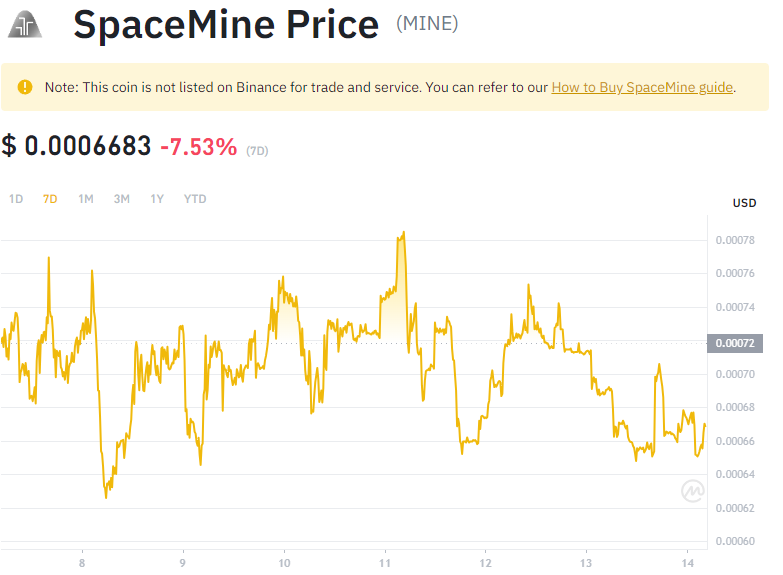 SpaceMine Price (MINE)
Note: This coin is not listed on Binance for trade and service. You can refer to our How to Buy SpaceMine guide.
$ 0.0006683 -7.53% (7D)
1D 7D 1M 3M 1Y YTD
USD
0.00078
0.00076
0.00074
0.00072
0.00070
0.00068
0.00066
0.00064
0.00062
0.00060
8 9 10 11 12 13 14